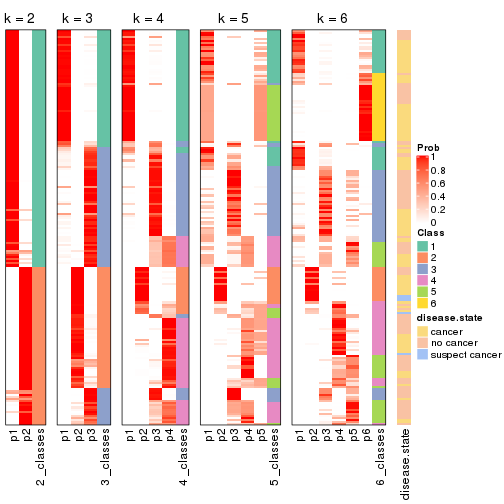 k = 2
k = 3
k = 4
k = 5
k = 6
Prob
1
0.8
0.6
0.4
0.2
0
Class
1
2
3
4
5
6
disease.state
cancer
no cancer
suspect cancer
p1
p2
2_classes
p1
p2
p3
3_classes
p1
p2
p3
p4
4_classes
p1
p2
p3
p4
p5
5_classes
p1
p2
p3
p4
p5
p6
6_classes
disease.state